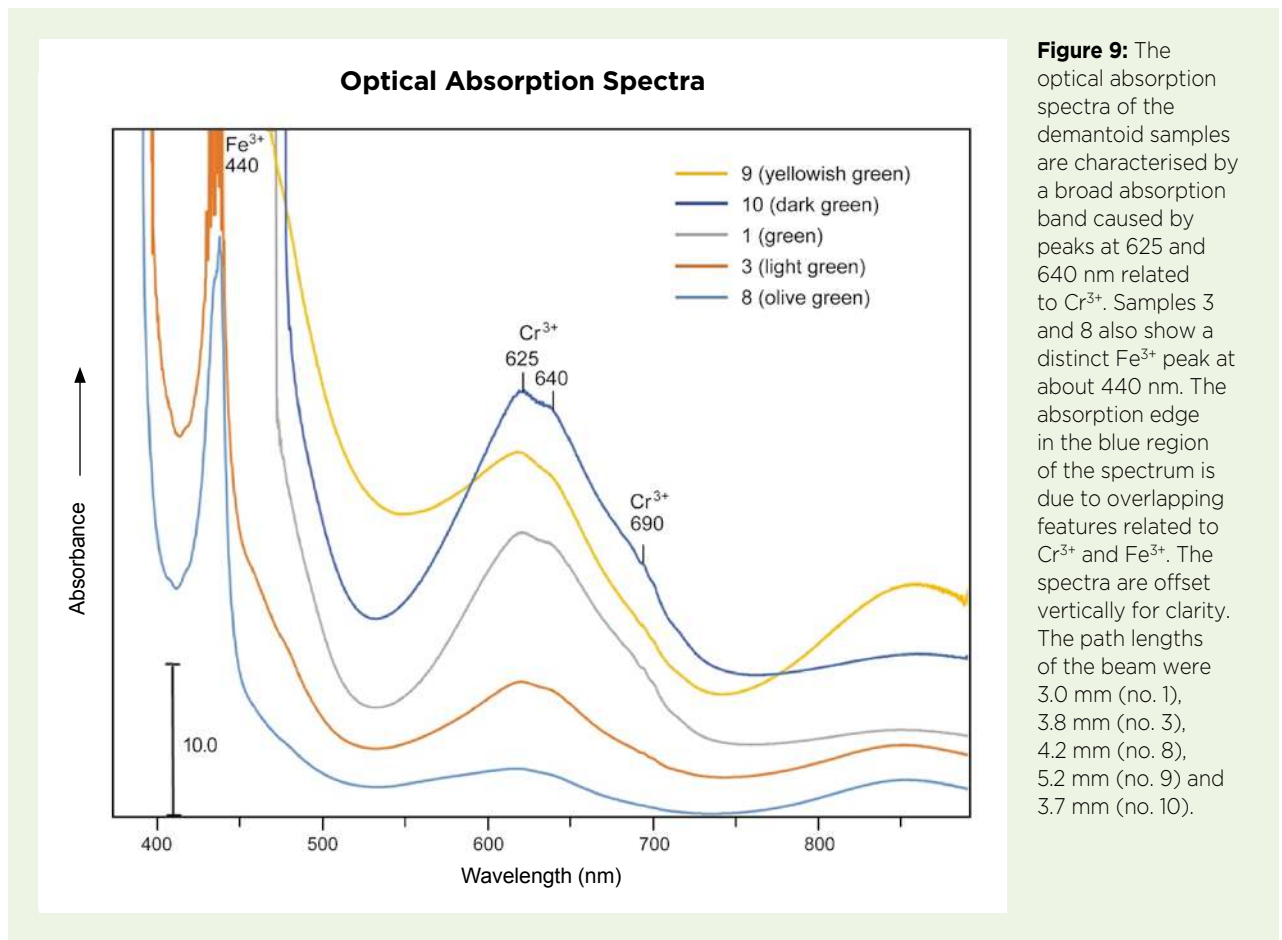 Optical Absorption Spectra
Fe³⁺
440
9 (yellowish green)
10 (dark green)
1 (green)
3 (light green)
8 (olive green)
Cr³⁺
625
640
Cr³⁺
690
Absorbance
10.0
400 500 600 700 800
Wavelength (nm)
Figure 9: The
optical absorption
spectra of the
demantoid samples
are characterised by
a broad absorption
band caused by
peaks at 625 and
640 nm related
to Cr³⁺. Samples 3
and 8 also show a
distinct Fe³⁺ peak at
about 440 nm. The
absorption edge
in the blue region
of the spectrum is
due to overlapping
features related to
Cr³⁺ and Fe³⁺. The
spectra are offset
vertically for clarity.
The path lengths
of the beam were
3.0 mm (no. 1),
3.8 mm (no. 3),
4.2 mm (no. 8),
5.2 mm (no. 9) and
3.7 mm (no. 10).